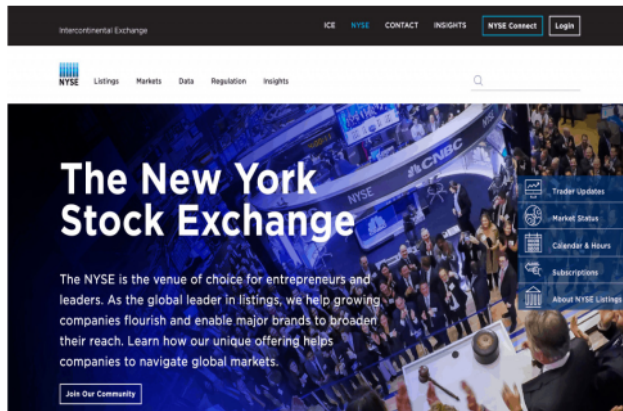 Intercontinental Exchange
ICE NYSE CONTACT INSIGHTS NYSE Connect Login
NYSE Listings Markets Data Regulation Insights
NYSE CNBC
The New York
Stock Exchange
Trader Updates
Market Status
Calendar & Hours
Subscriptions
About NYSE Listings
The NYSE is the venue of choice for entrepreneurs and
leaders. As the global leader in listings, we help growing
companies flourish and enable major brands to broaden
their reach. Learn how our unique offering helps
companies to navigate global markets.
Join Our Community